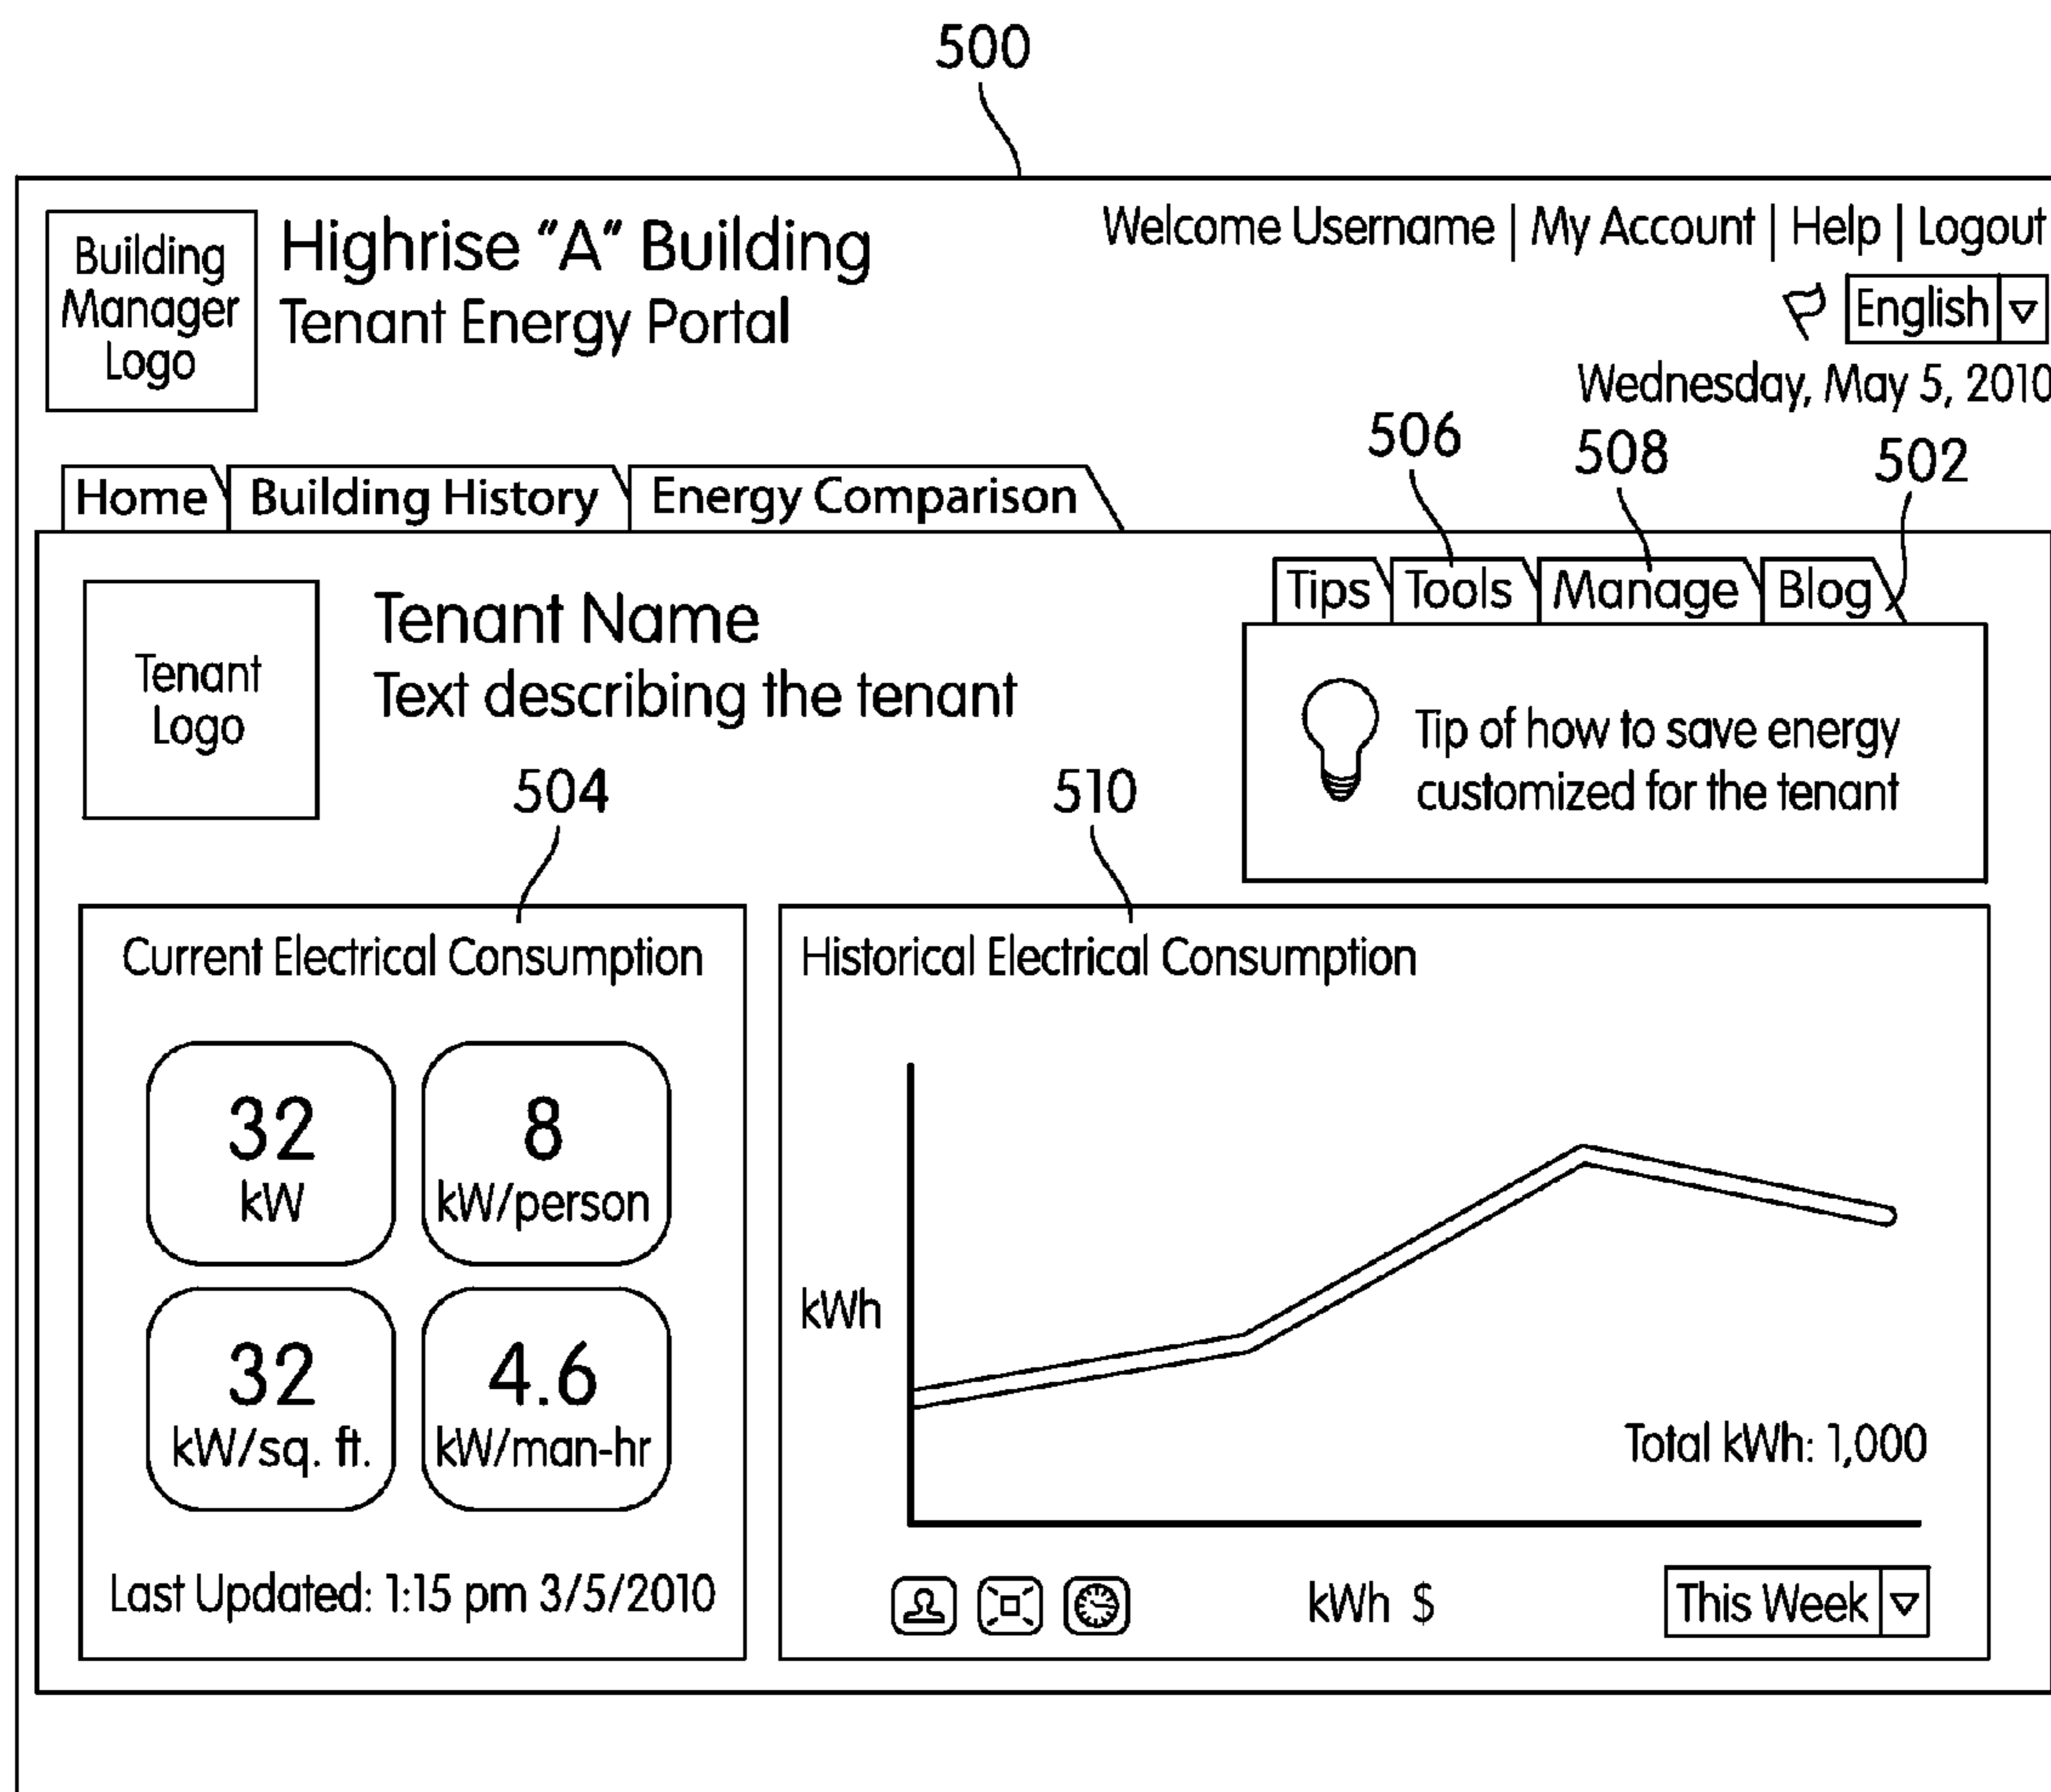 500
Building
Manager
Logo
Highrise "A" Building
Tenant Energy Portal
Welcome Username | My Account | Help | Logout
English
Wednesday, May 5, 2010
506
508
502
Home
Building History
Energy Comparison
Tenant
Logo
Tenant Name
Text describing the tenant
Tips
Tools
Manage
Blog
Tip of how to save energy
customized for the tenant
504
510
Current Electrical Consumption
32
kW
8
kW/person
32
kW/sq. ft.
4.6
kW/man-hr
Last Updated: 1:15 pm 3/5/2010
Historical Electrical Consumption
kWh
Total kWh: 1,000
kWh $
This Week